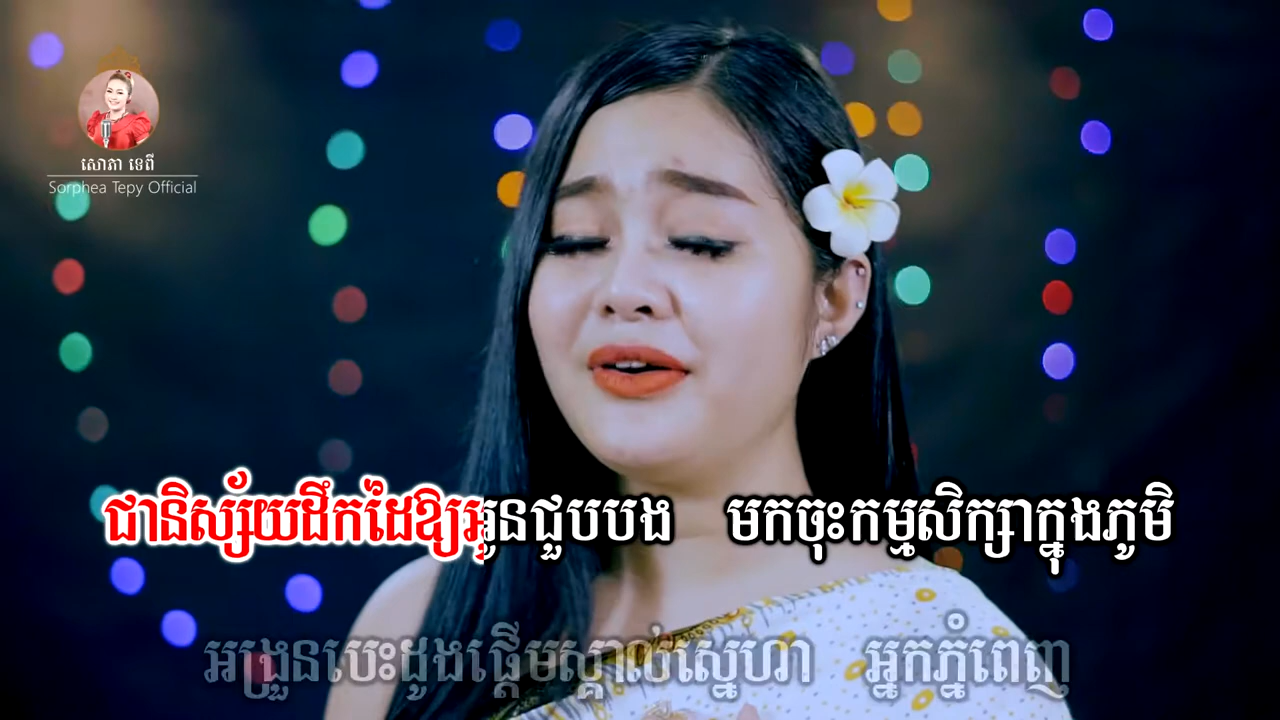 សោភា ទេពី
Sorphea Tepy Official
ជានិស្ស័យដឹកដៃឱ្យអូនជួបបង មកចុះកម្មសិក្សាក្នុងភូមិ
អង្រួនបេះដូងផ្ដើមស្គាល់ស្នេហា អ្នកភ្នំពេញ